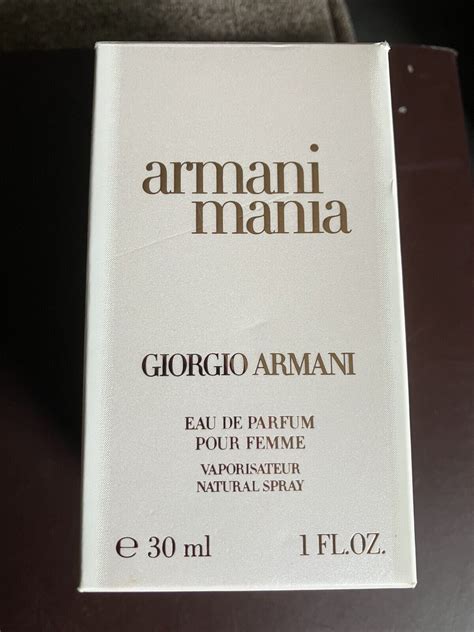 armani
mania
GIORGIO ARMANI
EAU DE PARFUM
POUR FEMME
VAPORISATEUR
NATURAL SPRAY
℮ 30 ml 1 FL.OZ.